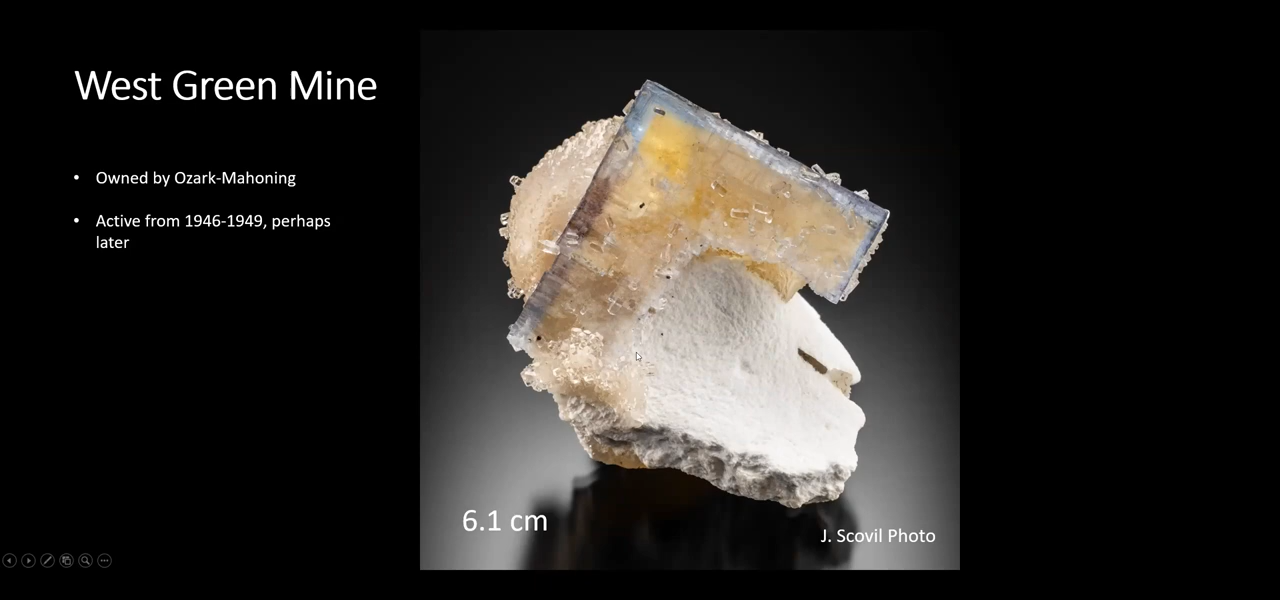 West Green Mine
• Owned by Ozark-Mahoning
• Active from 1946-1949, perhaps
later
6.1 cm
J. Scovil Photo